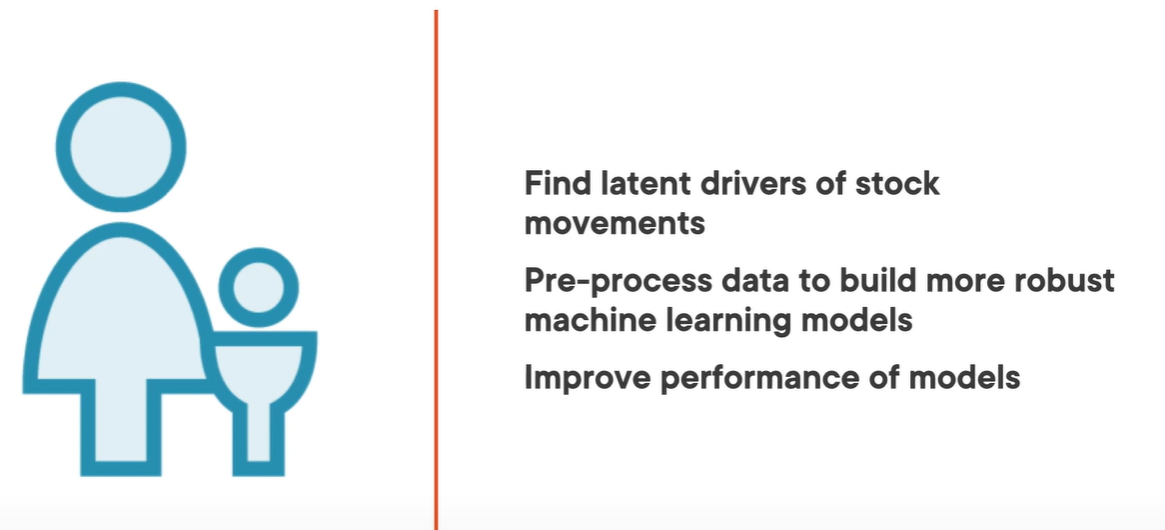 Find latent drivers of stock
movements
Pre-process data to build more robust
machine learning models
Improve performance of models